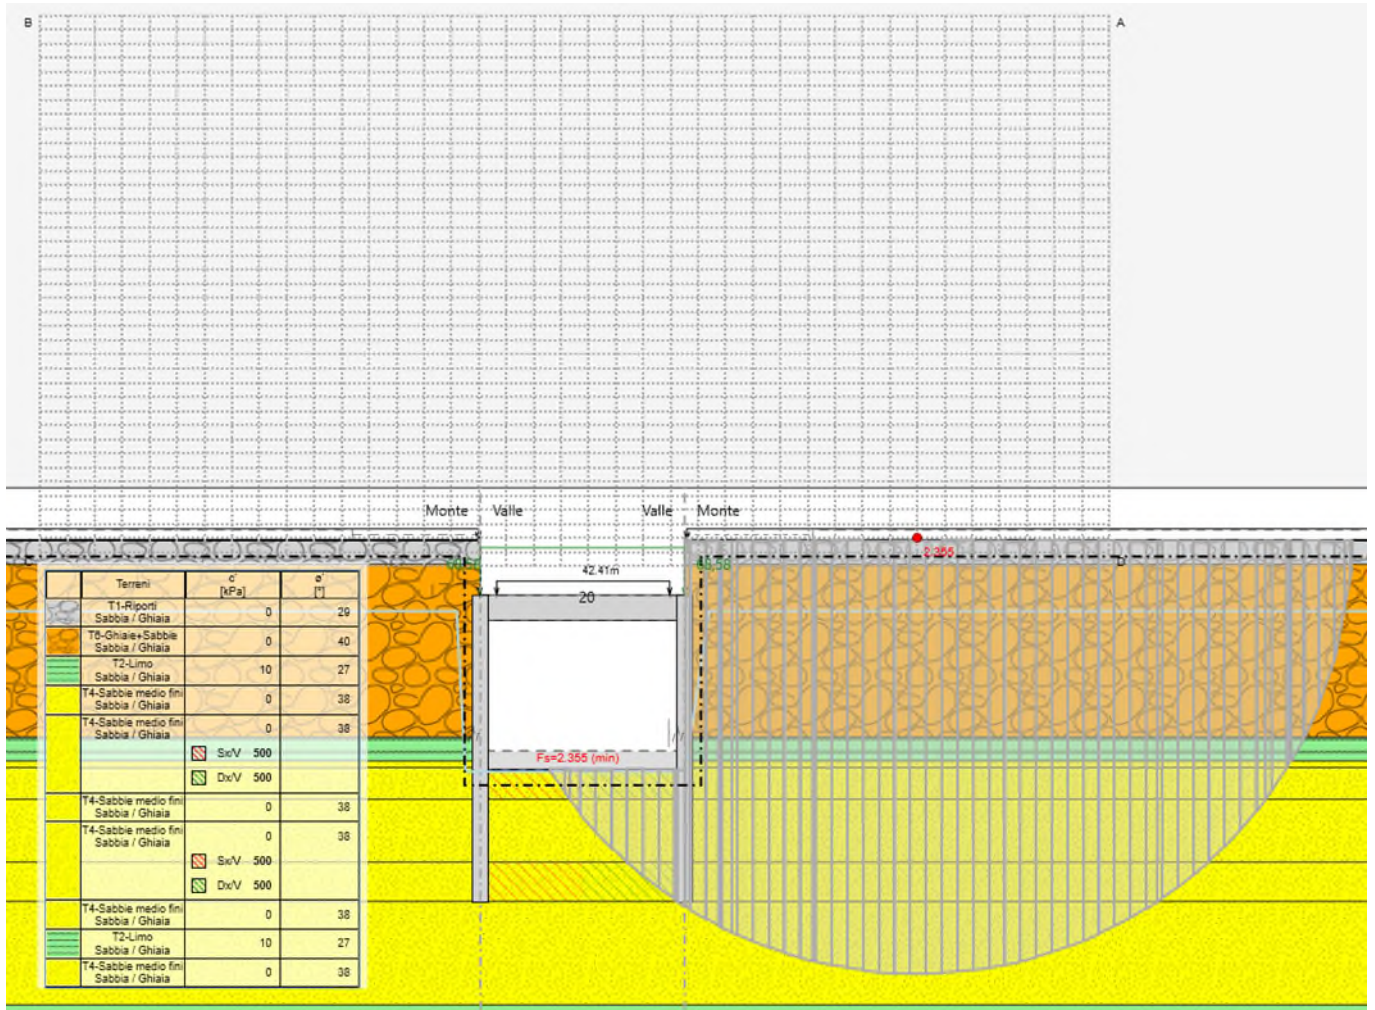 B
A
Monte
Valle
Valle
Monte
2.355
D
68,58
42.41m
20
Fs=2.355 (min)
Terreni c' [kPa] ø' [°]
T1-Riporti
Sabbia / Ghiaia 0 29
T6-Ghiaie+Sabbie
Sabbia / Ghiaia 0 40
T2-Limo
Sabbia / Ghiaia 10 27
T4-Sabbie medio fini
Sabbia / Ghiaia 0 38
T4-Sabbie medio fini
Sabbia / Ghiaia 0 38
Sx/V 500
Dx/V 500
T4-Sabbie medio fini
Sabbia / Ghiaia 0 38
T4-Sabbie medio fini
Sabbia / Ghiaia 0 38
Sx/V 500
Dx/V 500
T4-Sabbie medio fini
Sabbia / Ghiaia 0 38
T2-Limo
Sabbia / Ghiaia 10 27
T4-Sabbie medio fini
Sabbia / Ghiaia 0 38